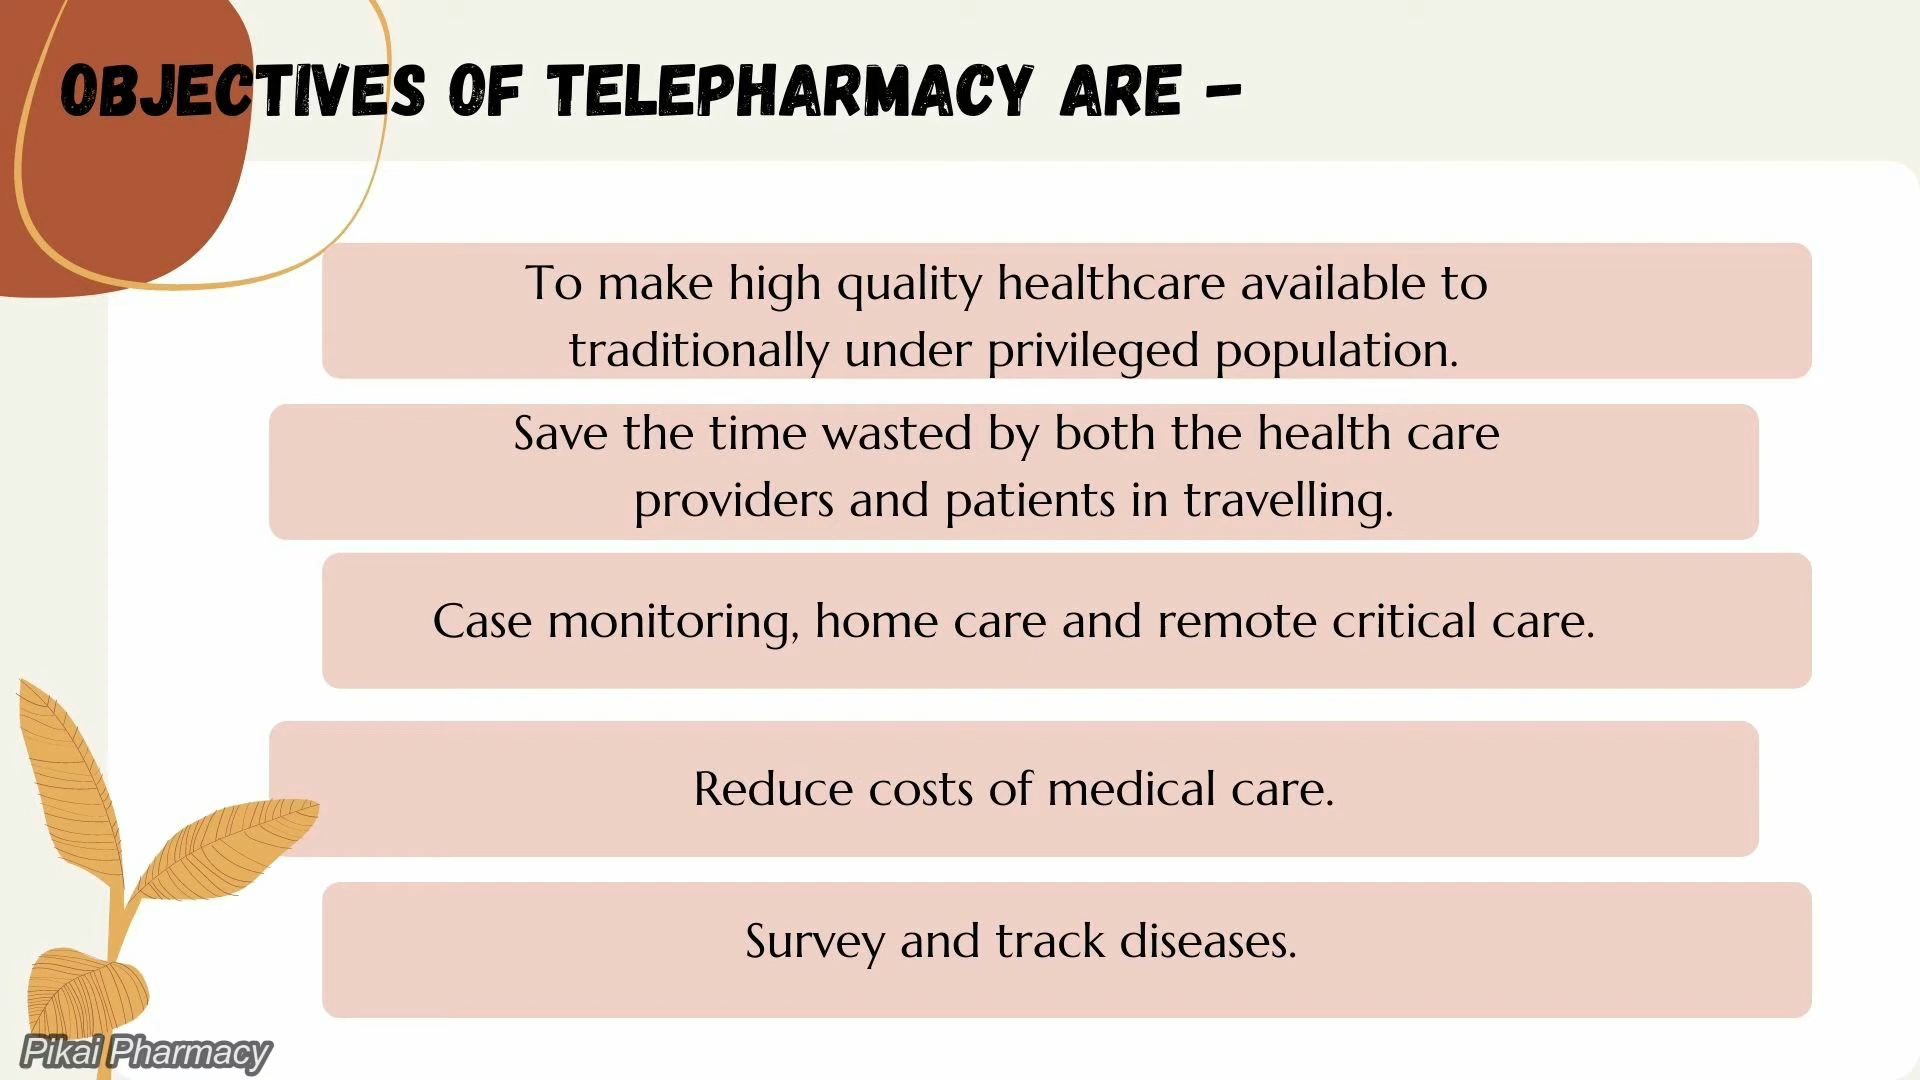 OBJECTIVES OF TELEPHARMACY ARE -
To make high quality healthcare available to
traditionally under privileged population.
Save the time wasted by both the health care
providers and patients in travelling.
Case monitoring, home care and remote critical care.
Reduce costs of medical care.
Survey and track diseases.
Pikai Pharmacy